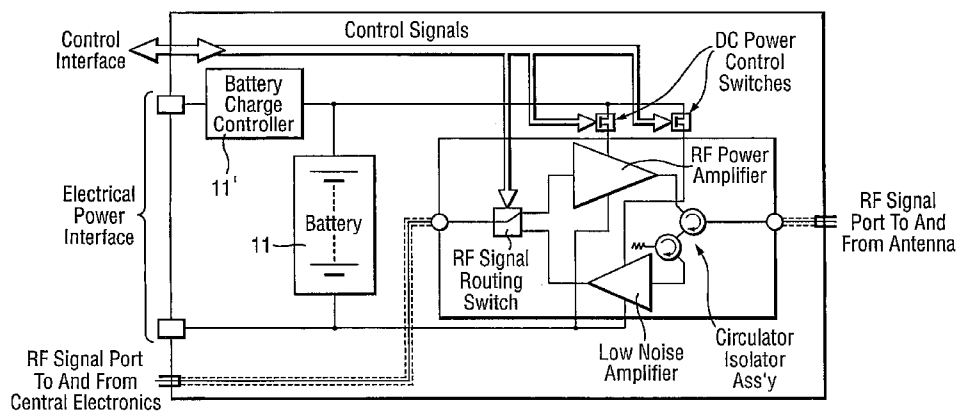 Control
Interface
Control Signals
DC Power
Control
Switches
Battery
Charge
Controller
11'
Electrical
Power
Interface
Battery
11
RF Power
Amplifier
RF Signal
Port To And
From Antenna
RF Signal
Routing
Switch
Low Noise
Amplifier
Circulator
Isolator
Ass'y
RF Signal Port
To And From
Central Electronics